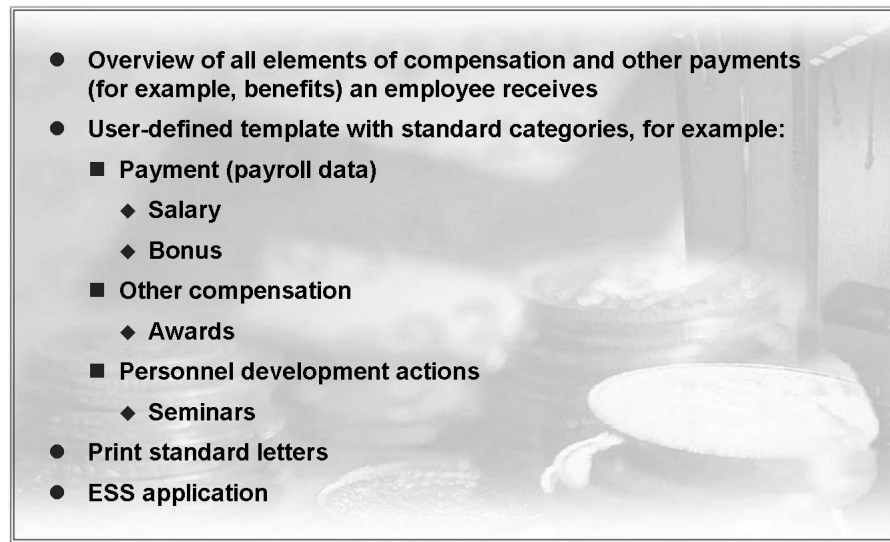 ● Overview of all elements of compensation and other payments
(for example, benefits) an employee receives
● User-defined template with standard categories, for example:
■ Payment (payroll data)
◆ Salary
◆ Bonus
■ Other compensation
◆ Awards
■ Personnel development actions
◆ Seminars
● Print standard letters
● ESS application